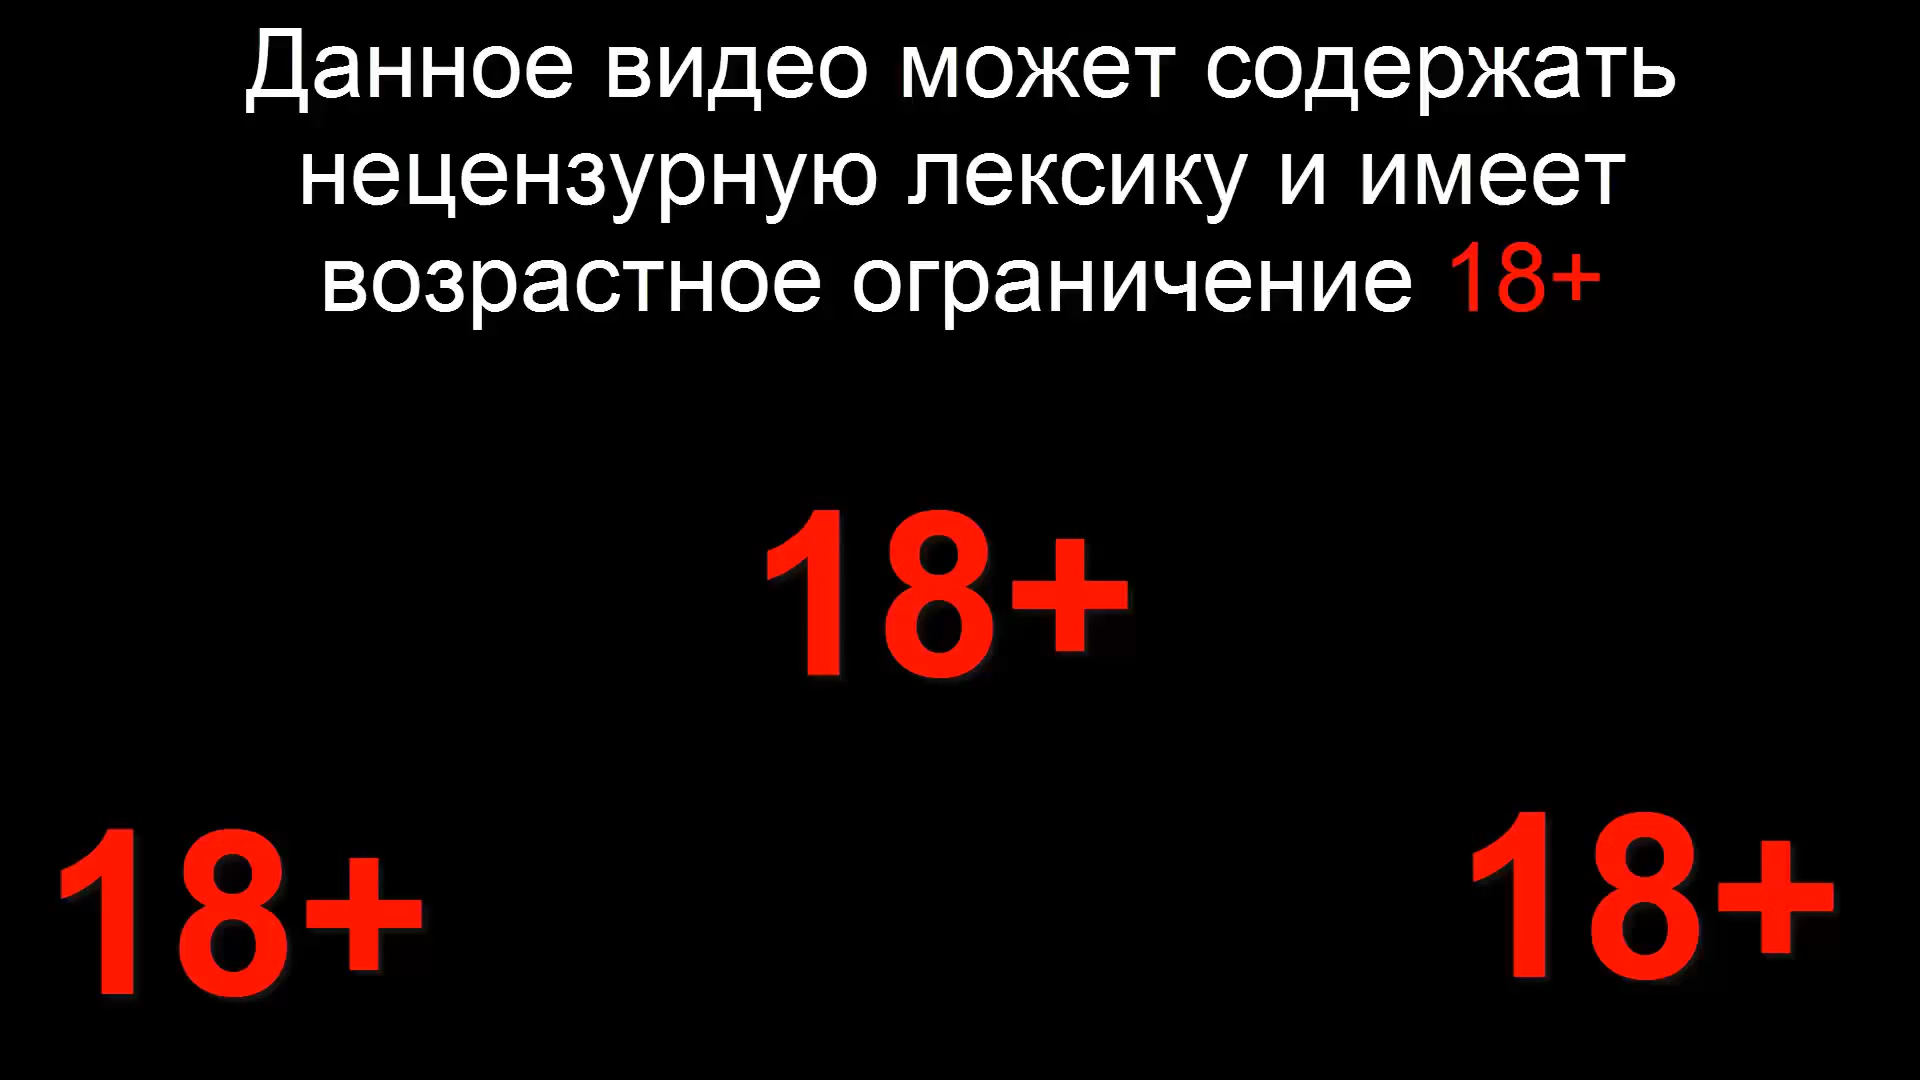 Данное видео может содержать
нецензурную лексику и имеет
возрастное ограничение 18+
18+
18+
18+